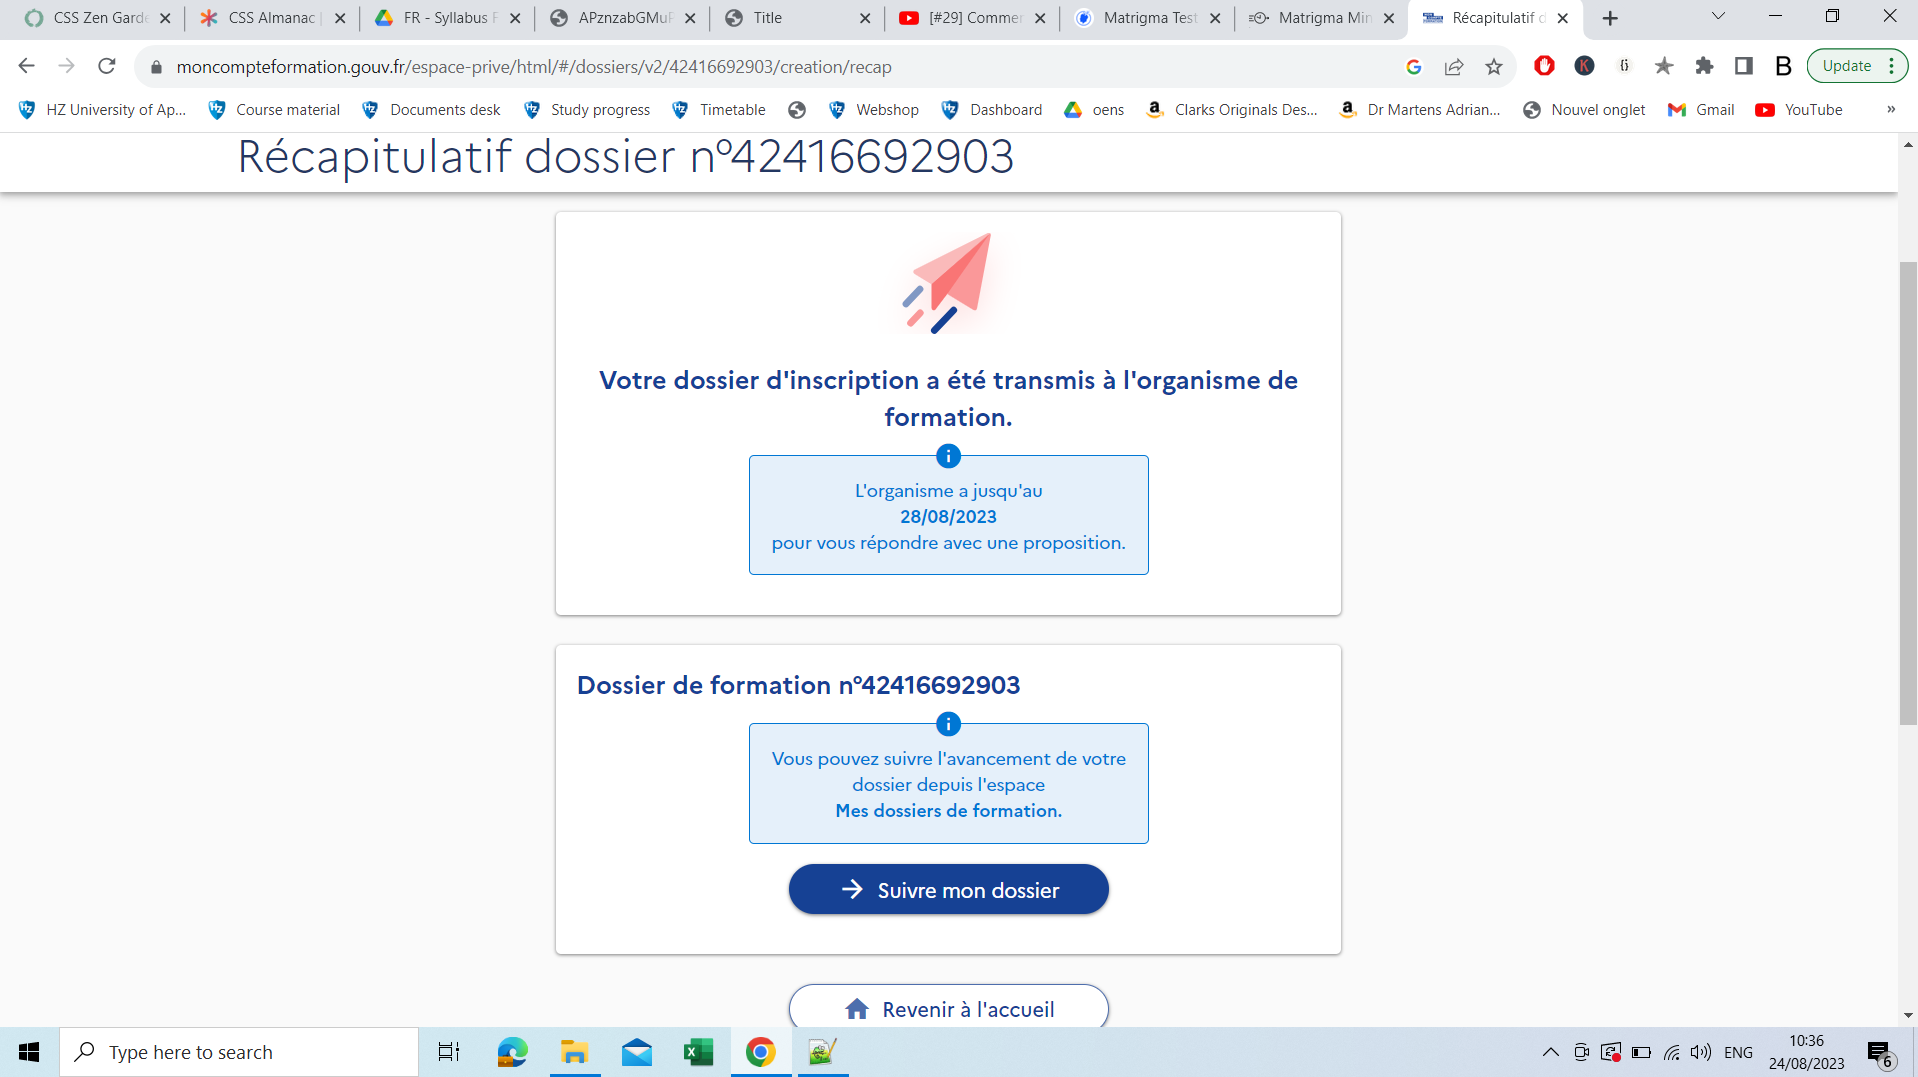 CSS Zen Garde
CSS Almanac
FR - Syllabus F
APznzabGMuP
Title
[#29] Commen
Matrigma Test
Matrigma Min
Récapitulatif d
moncompteformation.gouv.fr/espace-prive/html/#/dossiers/v2/42416692903/creation/recap
Update
HZ University of Ap...
Course material
Documents desk
Study progress
Timetable
Webshop
Dashboard
oens
Clarks Originals Des...
Dr Martens Adrian...
Nouvel onglet
Gmail
YouTube
»
Récapitulatif dossier n°42416692903
Votre dossier d'inscription a été transmis à l'organisme de
formation.
L'organisme a jusqu'au
28/08/2023
pour vous répondre avec une proposition.
Dossier de formation n°42416692903
Vous pouvez suivre l'avancement de votre
dossier depuis l'espace
Mes dossiers de formation.
Suivre mon dossier
Revenir à l'accueil
Type here to search
ENG
10:36
24/08/2023
6